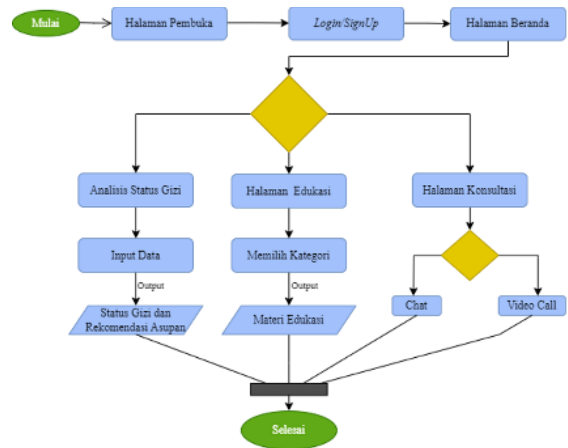 Mulai
Halaman Pembuka
Login/SignUp
Halaman Beranda
Analisis Status Gizi
Halaman Edukasi
Halaman Konsultasi
Input Data
Memilih Kategori
Output
Output
Status Gizi dan
Rekomendasi Asupan
Materi Edukasi
Chat
Video Call
Selesai